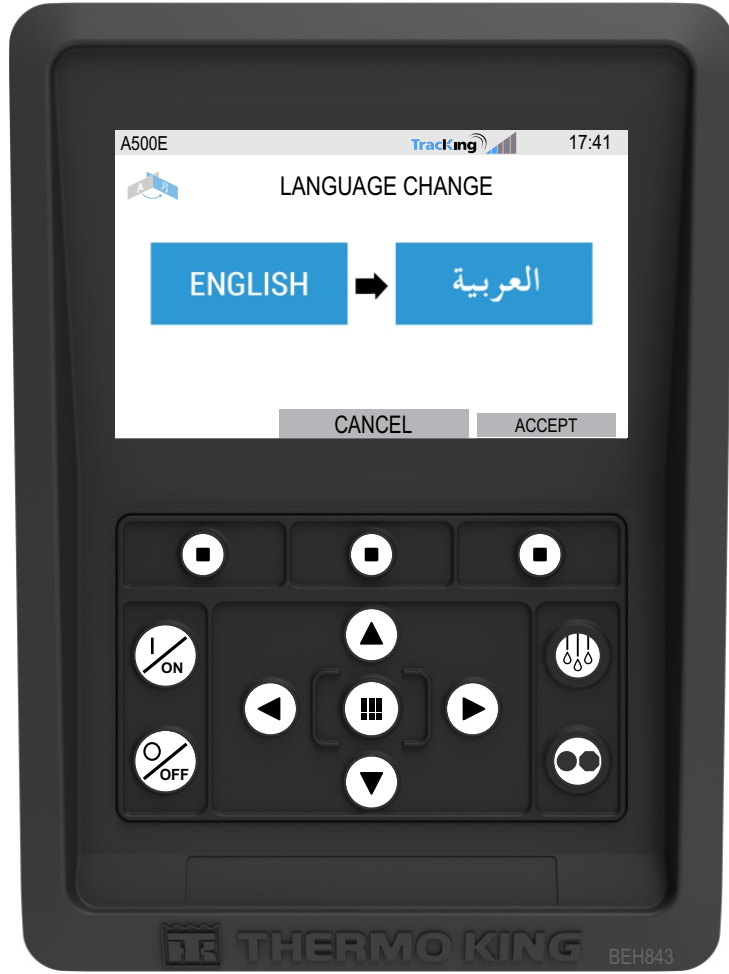 A500E TracKing 17:41
LANGUAGE CHANGE
ENGLISH العربية
CANCEL ACCEPT
I ON
O OFF
THERMO KING
BEH843